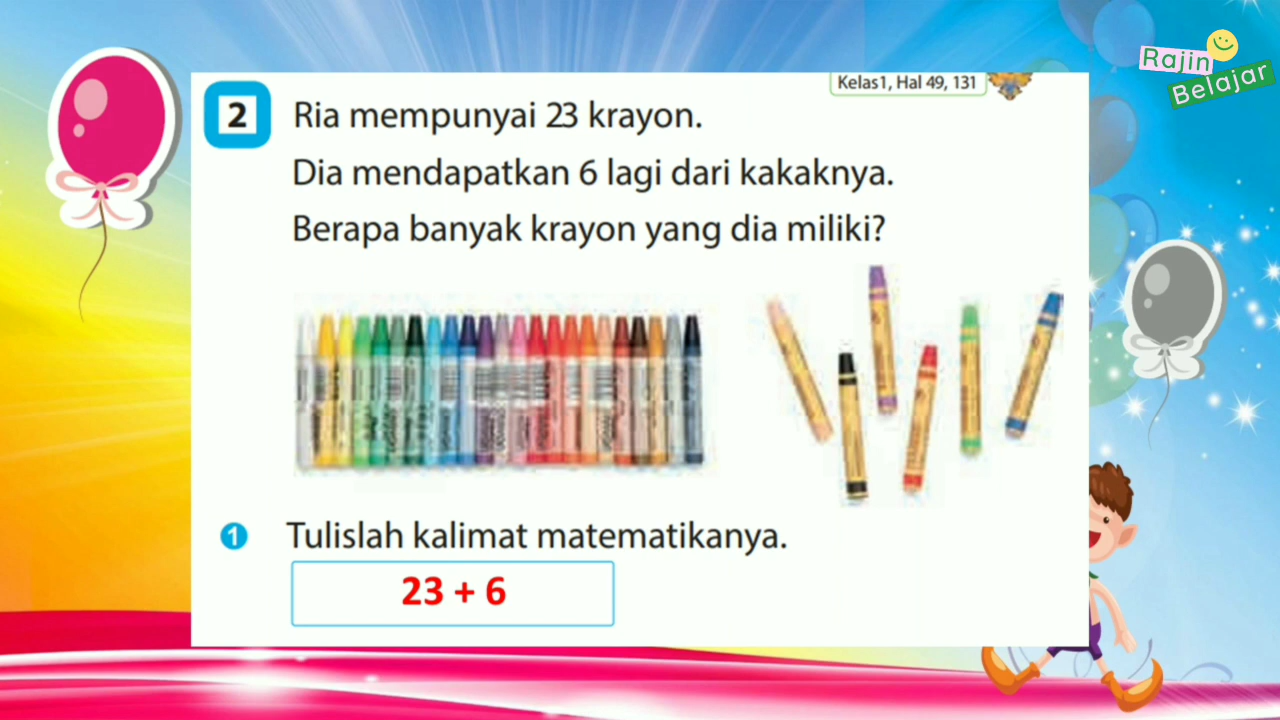 Rajin
Belajar
Kelas1, Hal 49, 131
2
Ria mempunyai 23 krayon.
Dia mendapatkan 6 lagi dari kakaknya.
Berapa banyak krayon yang dia miliki?
1 Tulislah kalimat matematikanya.
23 + 6